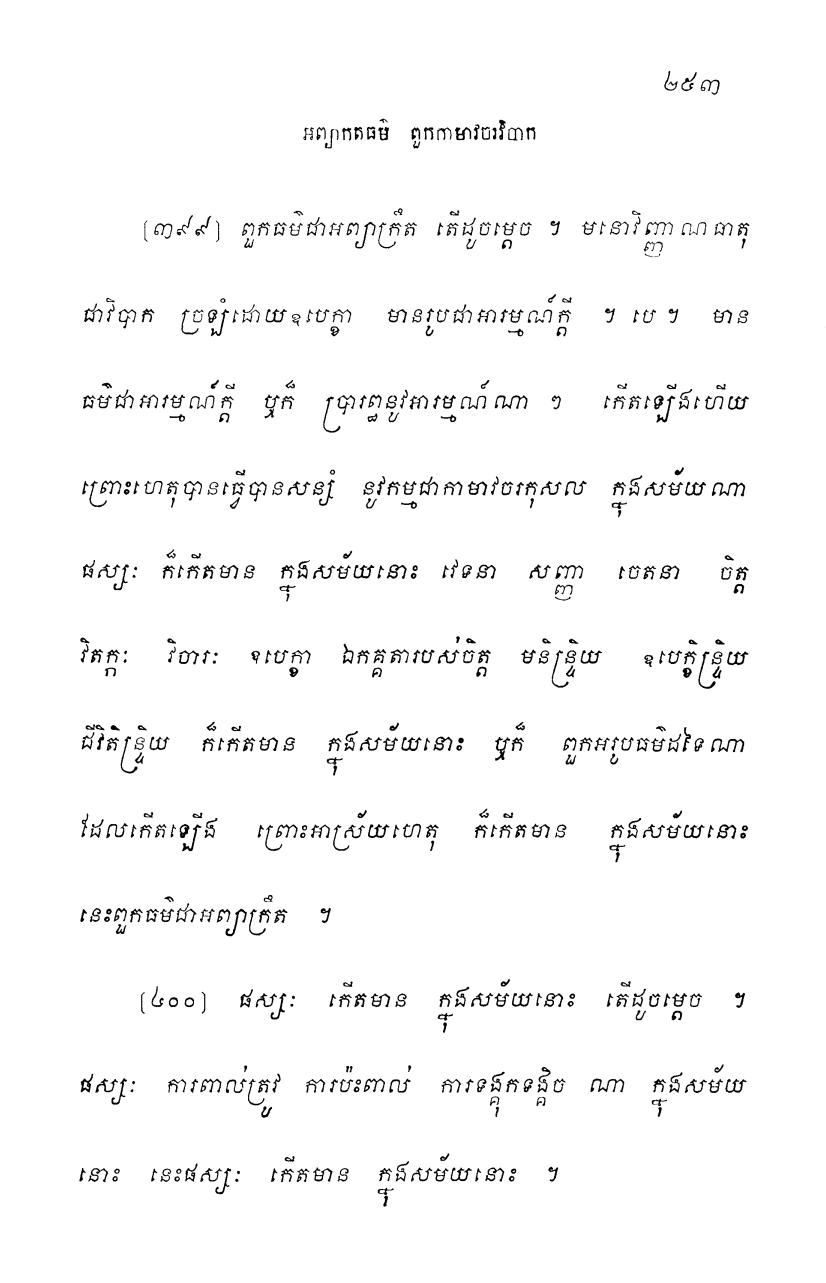 ២៥៣
អព្យាកតធម៌ ពួកកាមាវចរវិបាក
(៣៩៩) ពួកធម៌ជាអព្យាក្រឹត តើដូចម្តេច ។ មនោវិញ្ញាណធាតុ
ជាវិបាក ច្រឡំដោយឧបេក្ខា មានរូបជាអារម្មណ៍ក្តី ។ បេ ។ មាន
ធម៌ជាអារម្មណ៍ក្តី ឬក៏ ប្រារព្ធនូវអារម្មណ៍ណា ៗ កើតឡើងហើយ
ព្រោះហេតុបានធ្វើបានសន្សំ នូវកម្មជាកាមាវចរកុសល ក្នុងសម័យណា
ផស្សៈ ក៏កើតមាន ក្នុងសម័យនោះ វេទនា សញ្ញា ចេតនា ចិត្ត
វិតក្កៈ វិចារៈ ឧបេក្ខា ឯកគ្គតារបស់ចិត្ត មនិន្ទ្រិយ ឧបេក្ខិន្ទ្រិយ
ជីវិតិន្ទ្រិយ ក៏កើតមាន ក្នុងសម័យនោះ ឬក៏ ពួកអរូបធម៌ដទៃណា
ដែលកើតឡើង ព្រោះអាស្រ័យហេតុ ក៏កើតមាន ក្នុងសម័យនោះ
នេះពួកធម៌ជាអព្យាក្រឹត ។
(៤០០) ផស្សៈ កើតមាន ក្នុងសម័យនោះ តើដូចម្តេច ។
ផស្សៈ ការពាល់ត្រូវ ការប៉ះពាល់ ការទង្គុកទង្គិច ណា ក្នុងសម័យ
នោះ នេះផស្សៈ កើតមាន ក្នុងសម័យនោះ ។